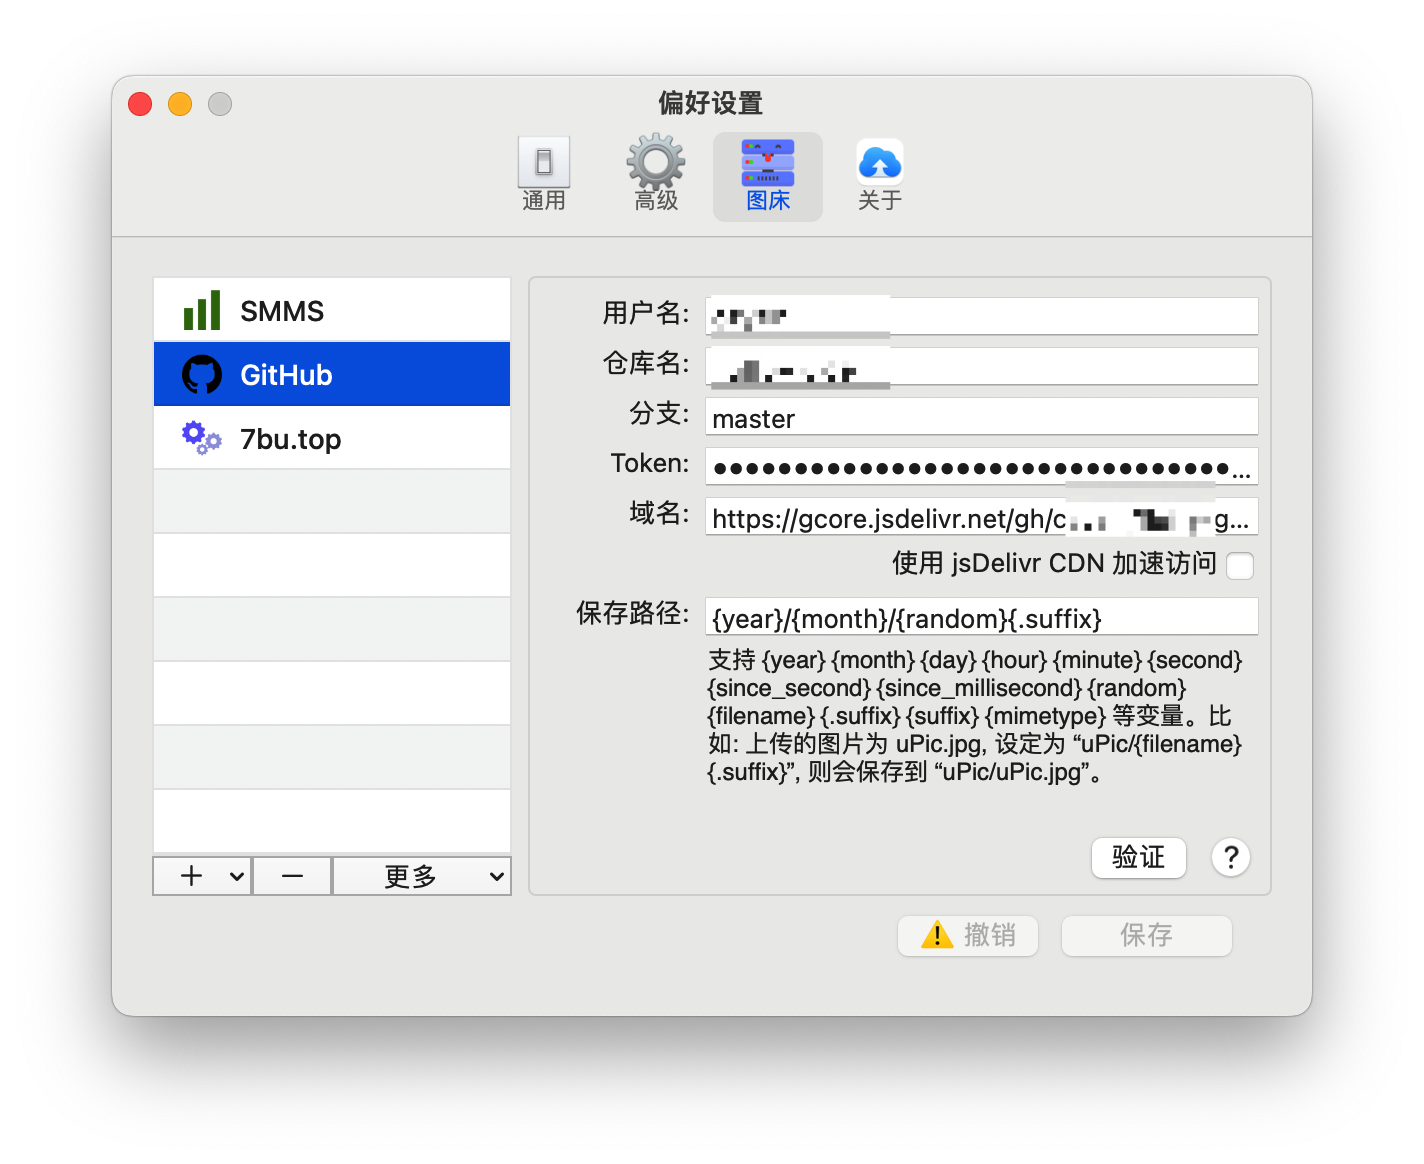 偏好设置
通用
高级
图床
关于
SMMS
GitHub
7bu.top
更多
用户名:
仓库名:
分支:
master
Token:
●●●●●●●●●●●●●●●●●●●●●●●●●●●●●●●●...
域名:
https://gcore.jsdelivr.net/gh/c
g...
使用 jsDelivr CDN 加速访问
保存路径:
{year}/{month}/{random}{.suffix}
支持 {year} {month} {day} {hour} {minute} {second}
{since_second} {since_millisecond} {random}
{filename} {.suffix} {suffix} {mimetype} 等变量。比
如: 上传的图片为 uPic.jpg, 设定为 “uPic/{filename}
{.suffix}”, 则会保存到 “uPic/uPic.jpg”。
验证
?
撤销
保存